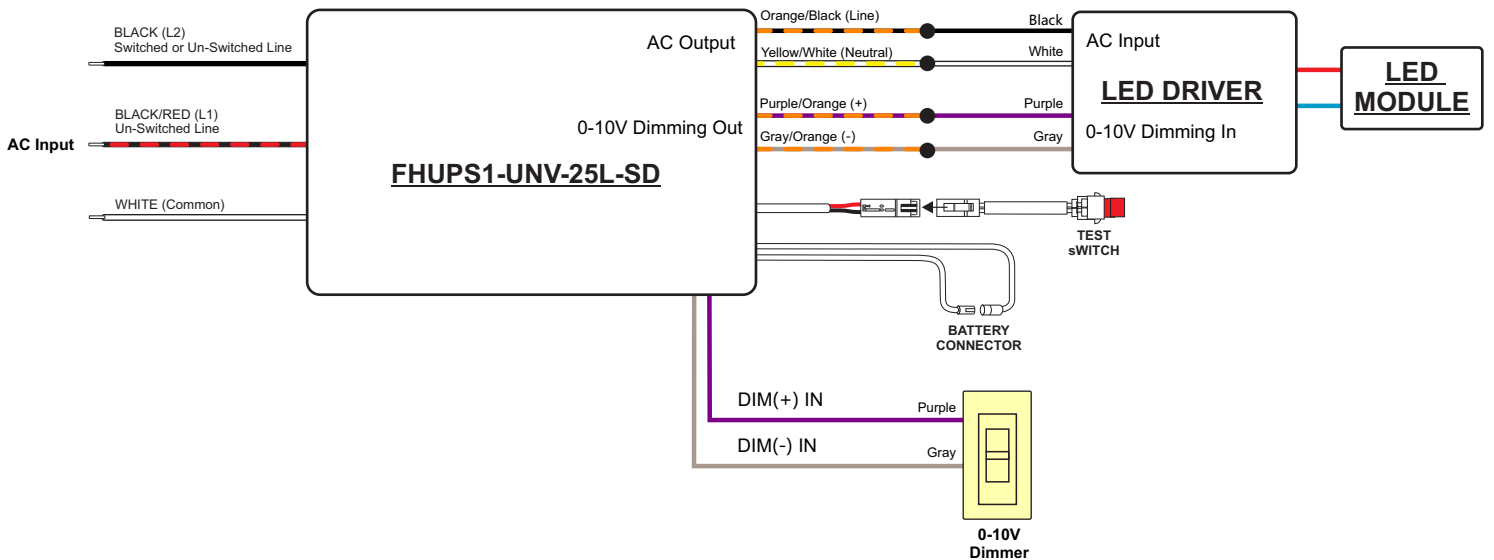 BLACK (L2)
Switched or Un-Switched Line
BLACK/RED (L1)
Un-Switched Line
AC Input
WHITE (Common)
AC Output
0-10V Dimming Out
FHUPS1-UNV-25L-SD
Orange/Black (Line)
Yellow/White (Neutral)
Purple/Orange (+)
Gray/Orange (-)
Black
White
Purple
Gray
AC Input
LED DRIVER
0-10V Dimming In
LED
MODULE
TEST
sWITCH
BATTERY
CONNECTOR
DIM(+) IN
Purple
DIM(-) IN
Gray
0-10V
Dimmer